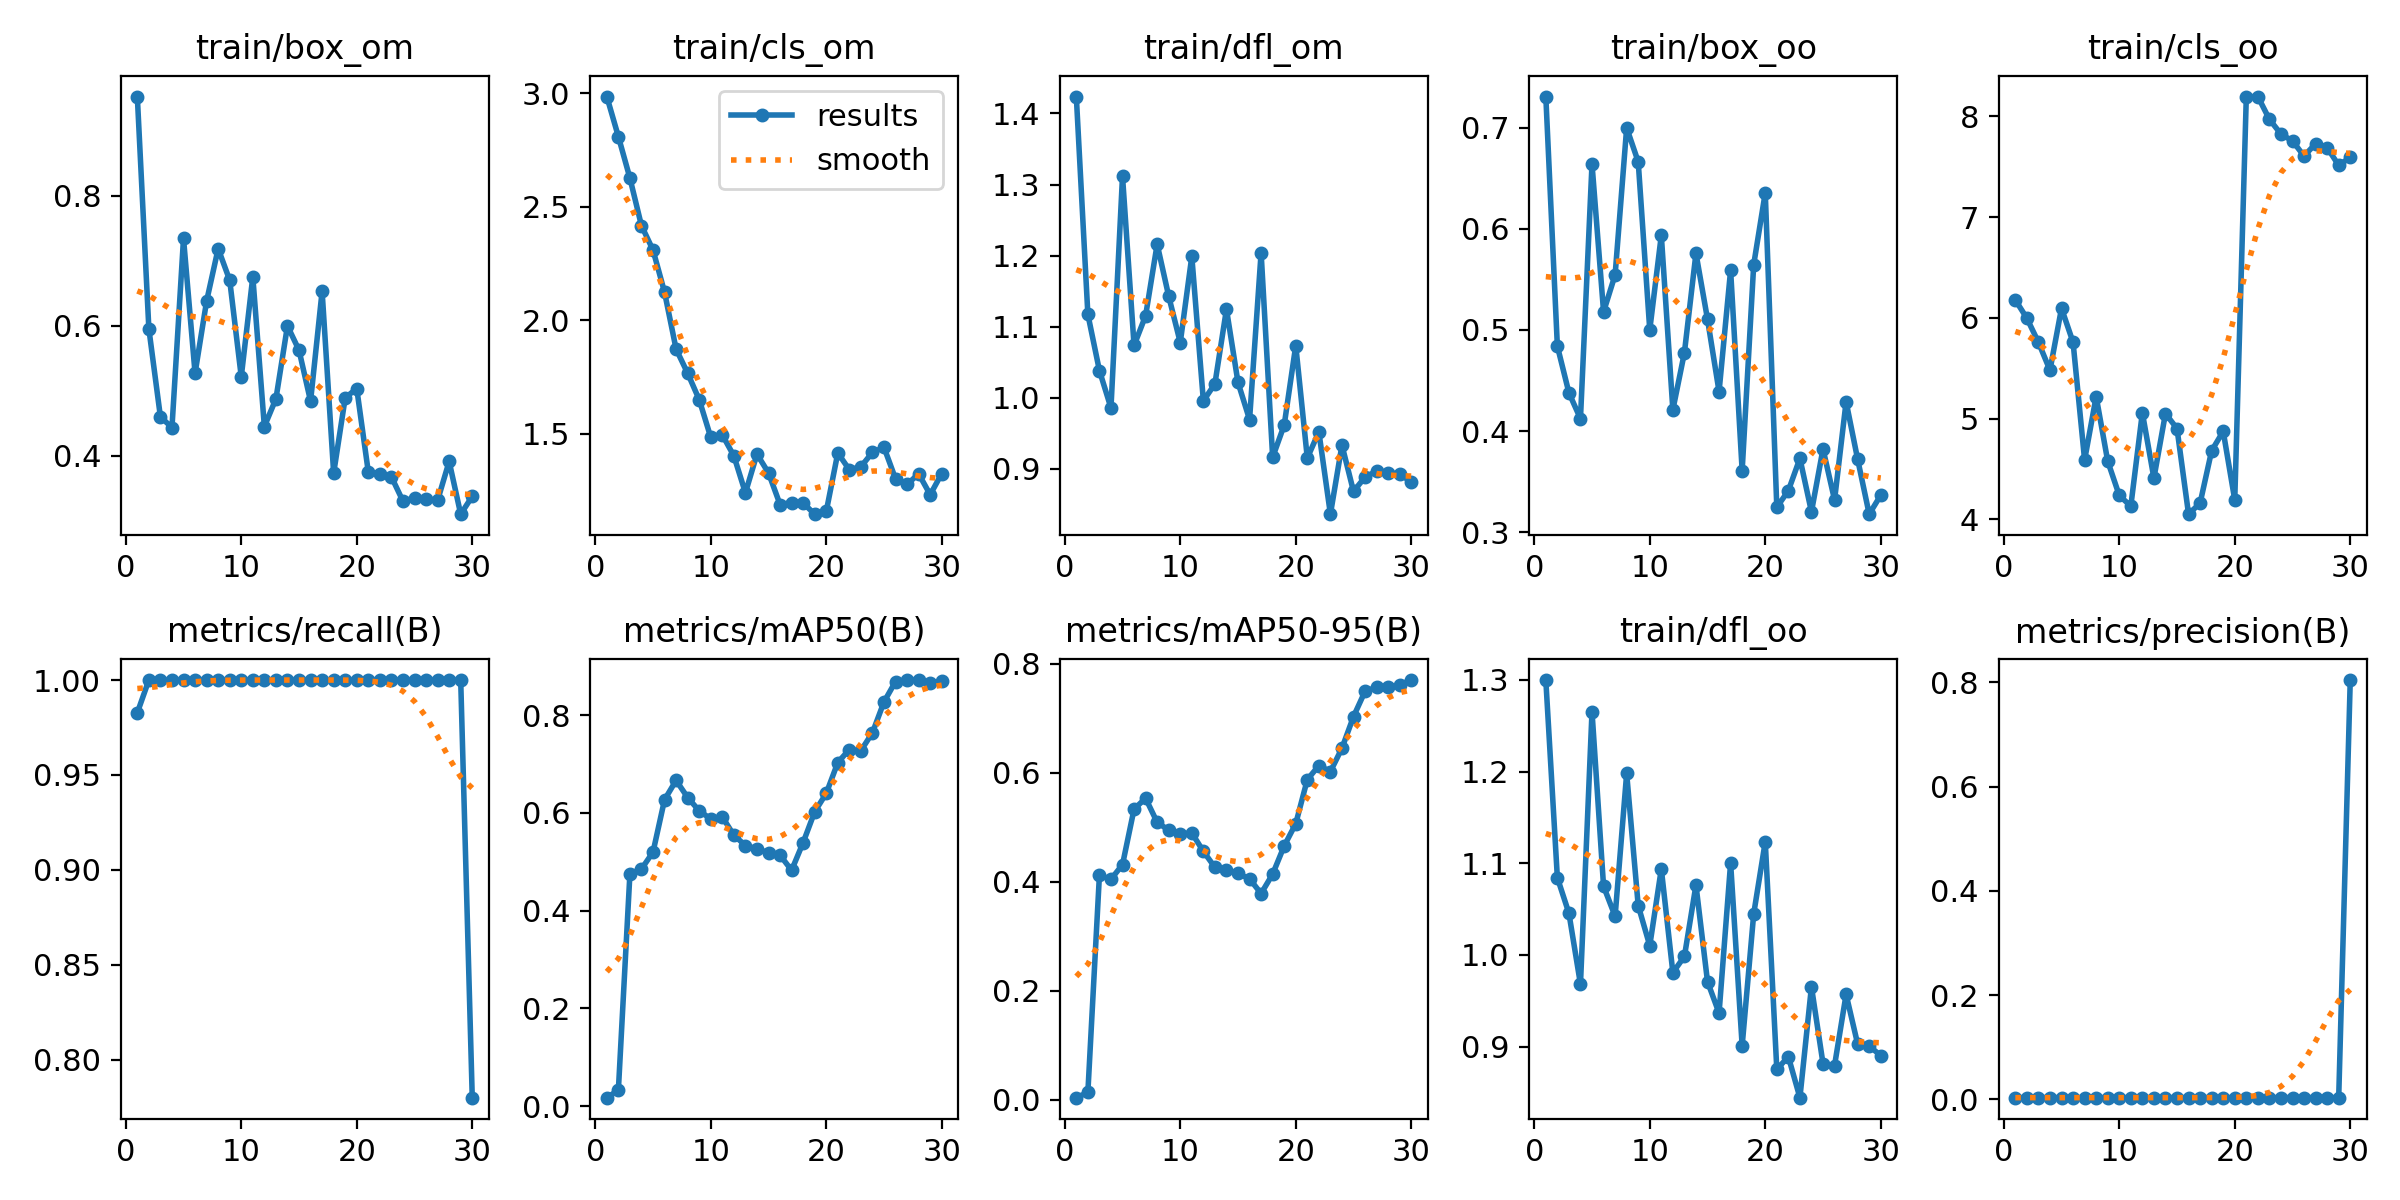 train/box_om
train/cls_om
train/dfl_om
train/box_oo
train/cls_oo
0.8
0.6
0.4
0 10 20 30
3.0
2.5
2.0
1.5
results
smooth
0 10 20 30
1.4
1.3
1.2
1.1
1.0
0.9
0 10 20 30
0.7
0.6
0.5
0.4
0.3
0 10 20 30
8
7
6
5
4
0 10 20 30
metrics/recall(B)
metrics/mAP50(B)
metrics/mAP50-95(B)
train/dfl_oo
metrics/precision(B)
1.00
0.95
0.90
0.85
0.80
0 10 20 30
0.8
0.6
0.4
0.2
0.0
0 10 20 30
0.8
0.6
0.4
0.2
0.0
0 10 20 30
1.3
1.2
1.1
1.0
0.9
0 10 20 30
0.8
0.6
0.4
0.2
0.0
0 10 20 30